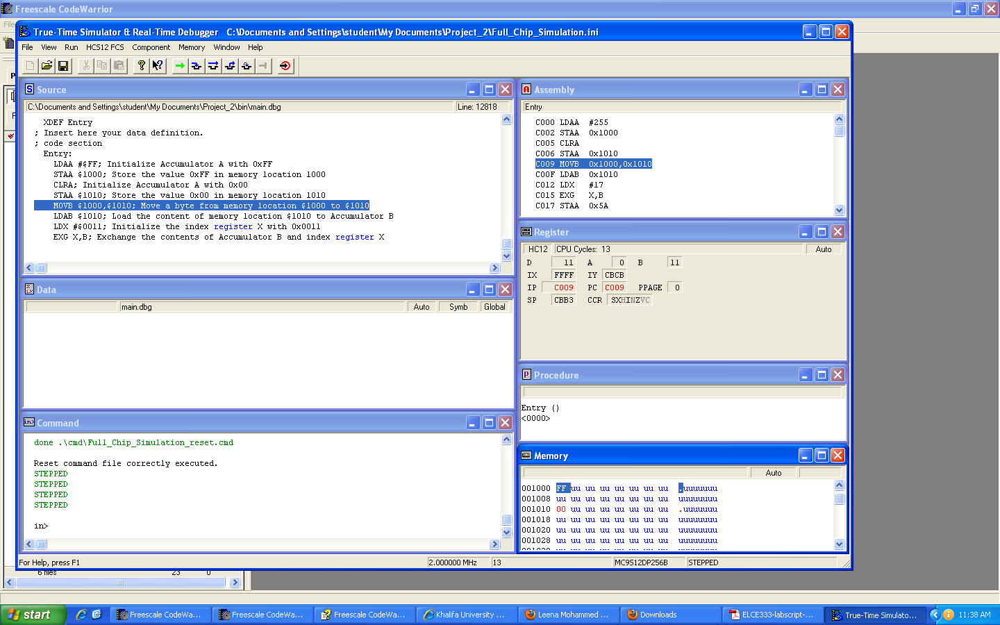 Freescale CodeWarrior
True-Time Simulator & Real-Time Debugger C:\Documents and Settings\student\My Documents\Project_2\Full_Chip_Simulation.ini
File View Run HCS12 FCS Component Memory Window Help
Source
C:\Documents and Settings\student\My Documents\Project_2\bin\main.dbg Line: 12818
XDEF Entry
; Insert here your data definition.
; code section
Entry:
LDAA #$FF; Initialize Accumulator A with 0xFF
STAA $1000; Store the value 0xFF in memory location 1000
CLRA; Initialize Accumulator A with 0x00
STAA $1010; Store the value 0x00 in memory location 1010
MOVB $1000,$1010; Move a byte from memory location $1000 to $1010
LDAB $1010; Load the content of memory location $1010 to Accumulator B
LDX #$0011; Initialize the index register X with 0x0011
EXG X,B; Exchange the contents of Accumulator B and index register X
Assembly
Entry
C000 LDAA #255
C002 STAA 0x1000
C005 CLRA
C006 STAA 0x1010
C009 MOVB 0x1000,0x1010
C00F LDAB 0x1010
C012 LDX #17
C015 EXG X,B
C017 STAA 0x5A
Register
HC12 CPU Cycles: 13 Auto
D 11 A 0 B 11
IX FFFF IY CBCB
IP C009 PC C009 PPAGE 0
SP CBB3 CCR SXHINZVC
Data
main.dbg Auto Symb Global
Procedure
Entry ()
<0000>
Command
done .\cmd\Full_Chip_Simulation_reset.cmd
Reset command file correctly executed.
STEPPED
STEPPED
STEPPED
STEPPED
in>
Memory
Auto
001000 FF uu uu uu uu uu uu uu .uuuuuuu
001008 uu uu uu uu uu uu uu uu uuuuuuuu
001010 00 uu uu uu uu uu uu uu .uuuuuuu
001018 uu uu uu uu uu uu uu uu uuuuuuuu
001020 uu uu uu uu uu uu uu uu uuuuuuuu
001028 uu uu uu uu uu uu uu uu uuuuuuuu
For Help, press F1 2.000000 MHz 13 MC9S12DP256B STEPPED
6 files 23 0
start Freescale CodeWa... Freescale CodeWa... Freescale CodeWa... Khalifa University ... Leena Mohammed ... Downloads ELCE333-labscript-... True-Time Simulato... 11:38 AM